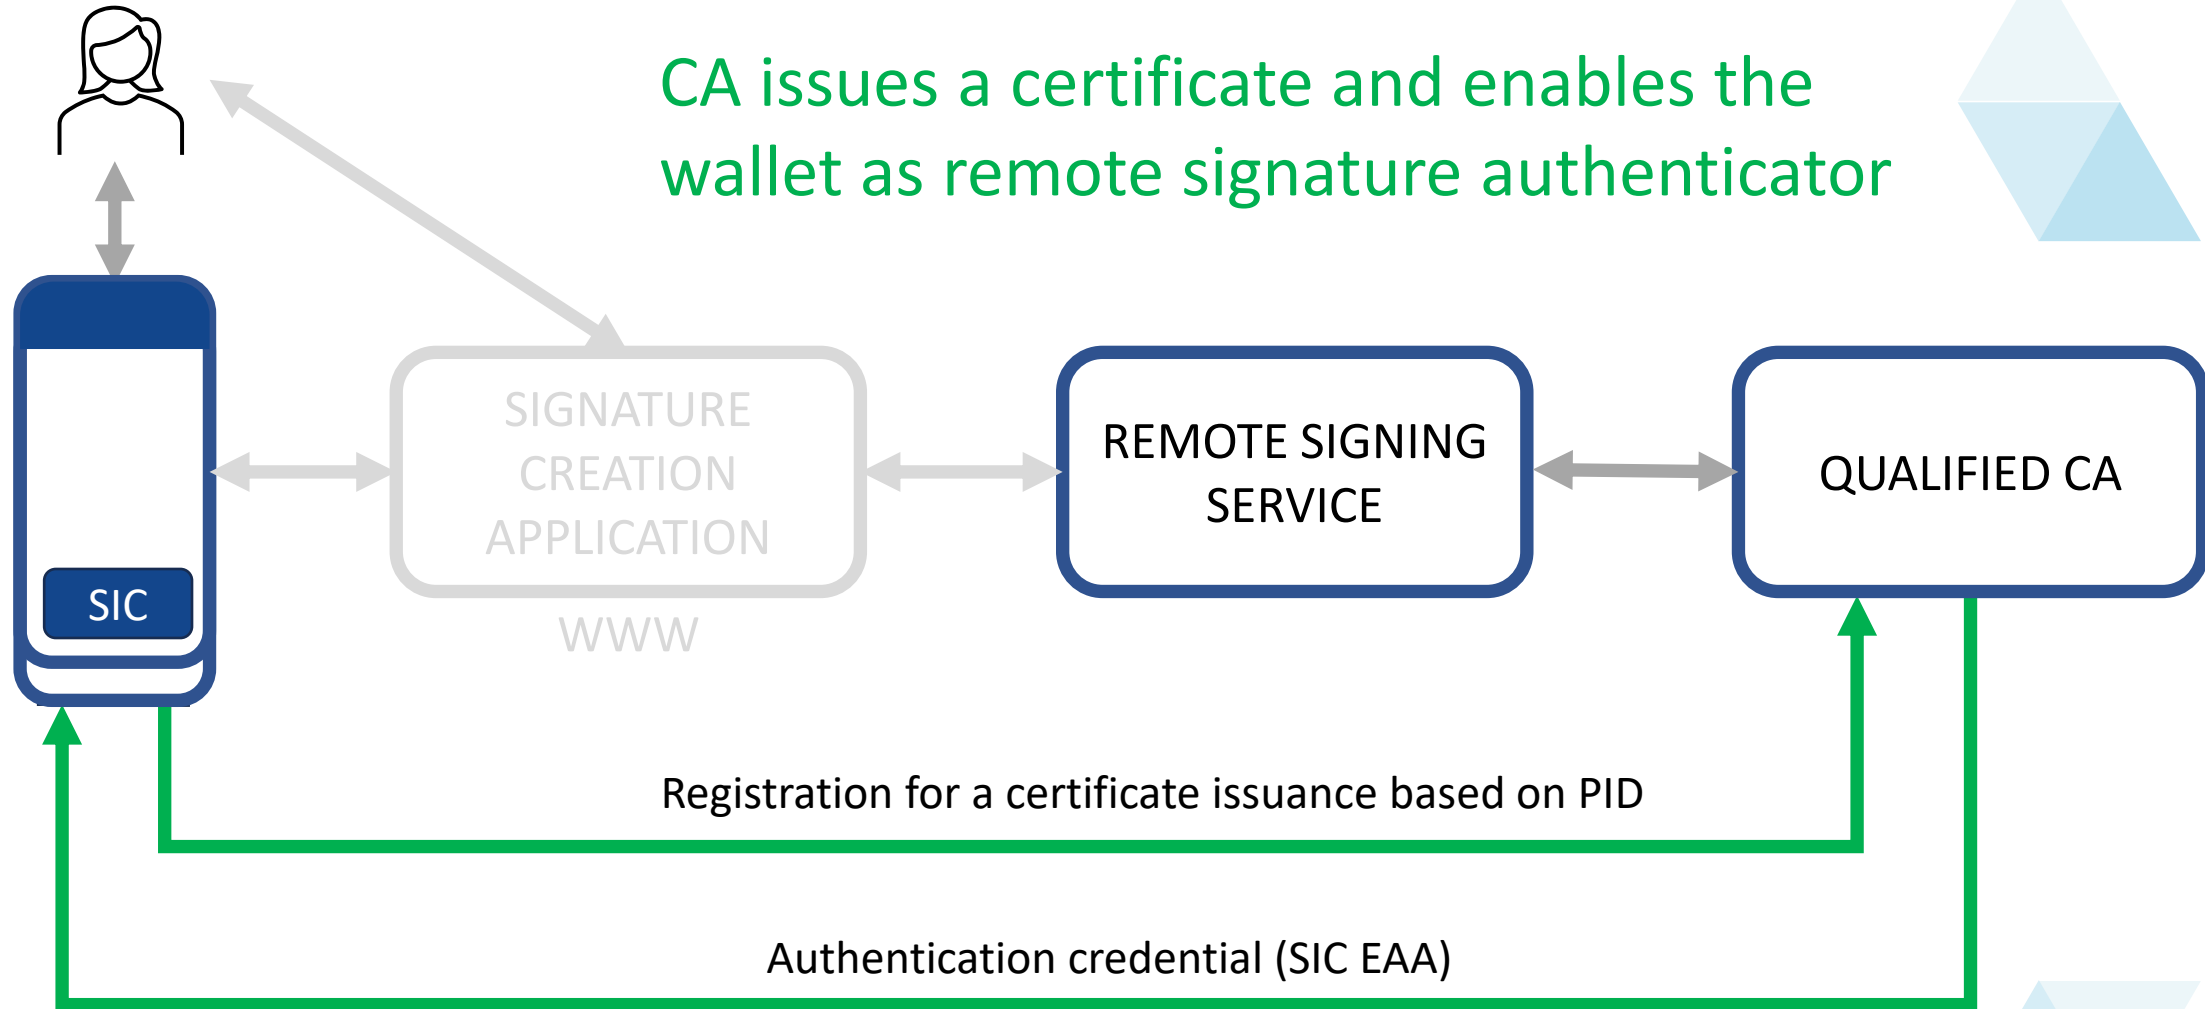 CA issues a certificate and enables the
wallet as remote signature authenticator
SIGNATURE
CREATION
APPLICATION
WWW
REMOTE SIGNING
SERVICE
QUALIFIED CA
SIC
Registration for a certificate issuance based on PID
Authentication credential (SIC EAA)